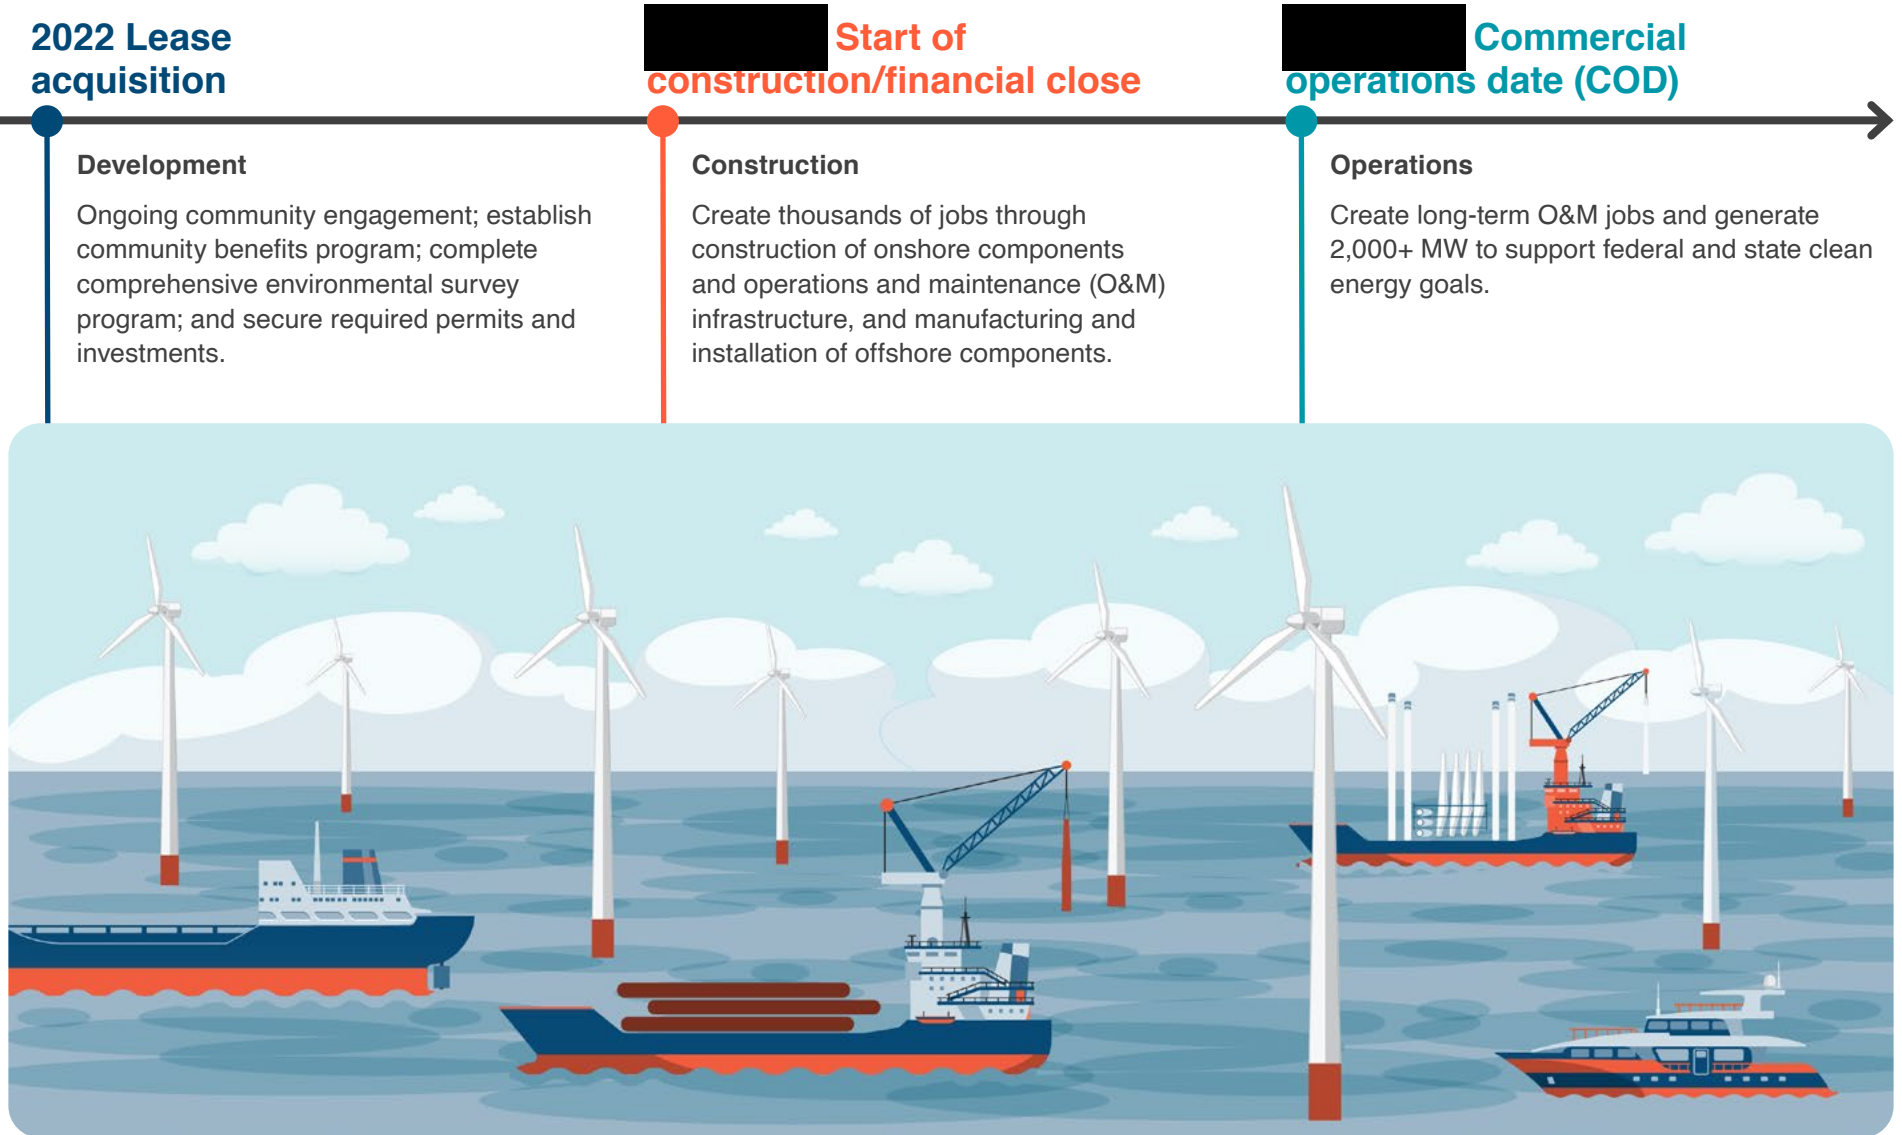 2022 Lease
acquisition
Start of
construction/financial close
Commercial
operations date (COD)
Development
Ongoing community engagement; establish
community benefits program; complete
comprehensive environmental survey
program; and secure required permits and
investments.
Construction
Create thousands of jobs through
construction of onshore components
and operations and maintenance (O&M)
infrastructure, and manufacturing and
installation of offshore components.
Operations
Create long-term O&M jobs and generate
2,000+ MW to support federal and state clean
energy goals.